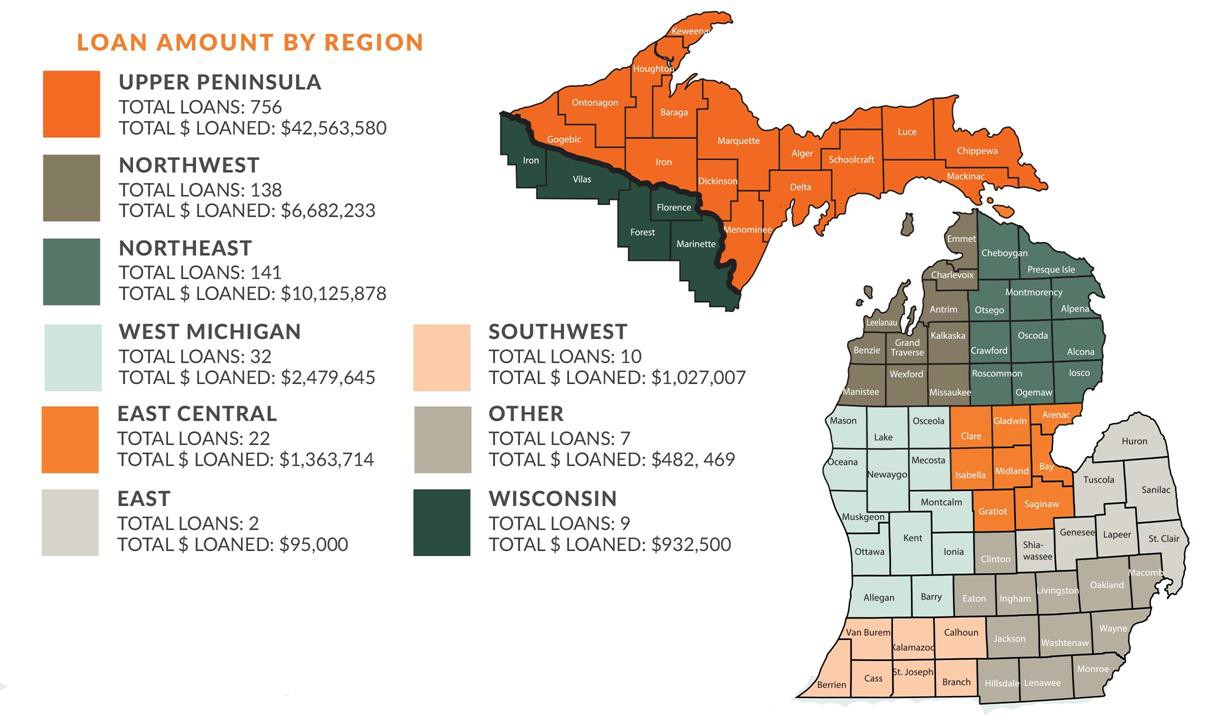 LOAN AMOUNT BY REGION
UPPER PENINSULA
TOTAL LOANS: 756
TOTAL $ LOANED: $42,563,580
NORTHWEST
TOTAL LOANS: 138
TOTAL $ LOANED: $6,682,233
NORTHEAST
TOTAL LOANS: 141
TOTAL $ LOANED: $10,125,878
WEST MICHIGAN
TOTAL LOANS: 32
TOTAL $ LOANED: $2,479,645
EAST CENTRAL
TOTAL LOANS: 22
TOTAL $ LOANED: $1,363,714
EAST
TOTAL LOANS: 2
TOTAL $ LOANED: $95,000
SOUTHWEST
TOTAL LOANS: 10
TOTAL $ LOANED: $1,027,007
OTHER
TOTAL LOANS: 7
TOTAL $ LOANED: $482, 469
WISCONSIN
TOTAL LOANS: 9
TOTAL $ LOANED: $932,500
Keweenaw
Houghton
Ontonagon
Baraga
Gogebic
Marquette
Iron
Dickinson
Menominee
Alger
Delta
Schoolcraft
Luce
Chippewa
Mackinac
Iron
Vilas
Florence
Forest
Marinette
Emmet
Cheboygan
Presque Isle
Charlevoix
Antrim
Otsego
Montmorency
Alpena
Leelanau
Benzie
Grand
Traverse
Kalkaska
Crawford
Oscoda
Alcona
Manistee
Wexford
Missaukee
Roscommon
Ogemaw
Iosco
Mason
Lake
Osceola
Clare
Gladwin
Arenac
Oceana
Newaygo
Mecosta
Isabella
Midland
Bay
Huron
Muskgeon
Montcalm
Gratiot
Saginaw
Tuscola
Sanilac
Ottawa
Kent
Ionia
Clinton
Shia-
wassee
Genesee
Lapeer
St. Clair
Allegan
Barry
Eaton
Ingham
Livingston
Oakland
Macomb
Van Burem
Kalamazoo
Calhoun
Jackson
Washtenaw
Wayne
Berrien
Cass
St. Joseph
Branch
Hillsdale
Lenawee
Monroe